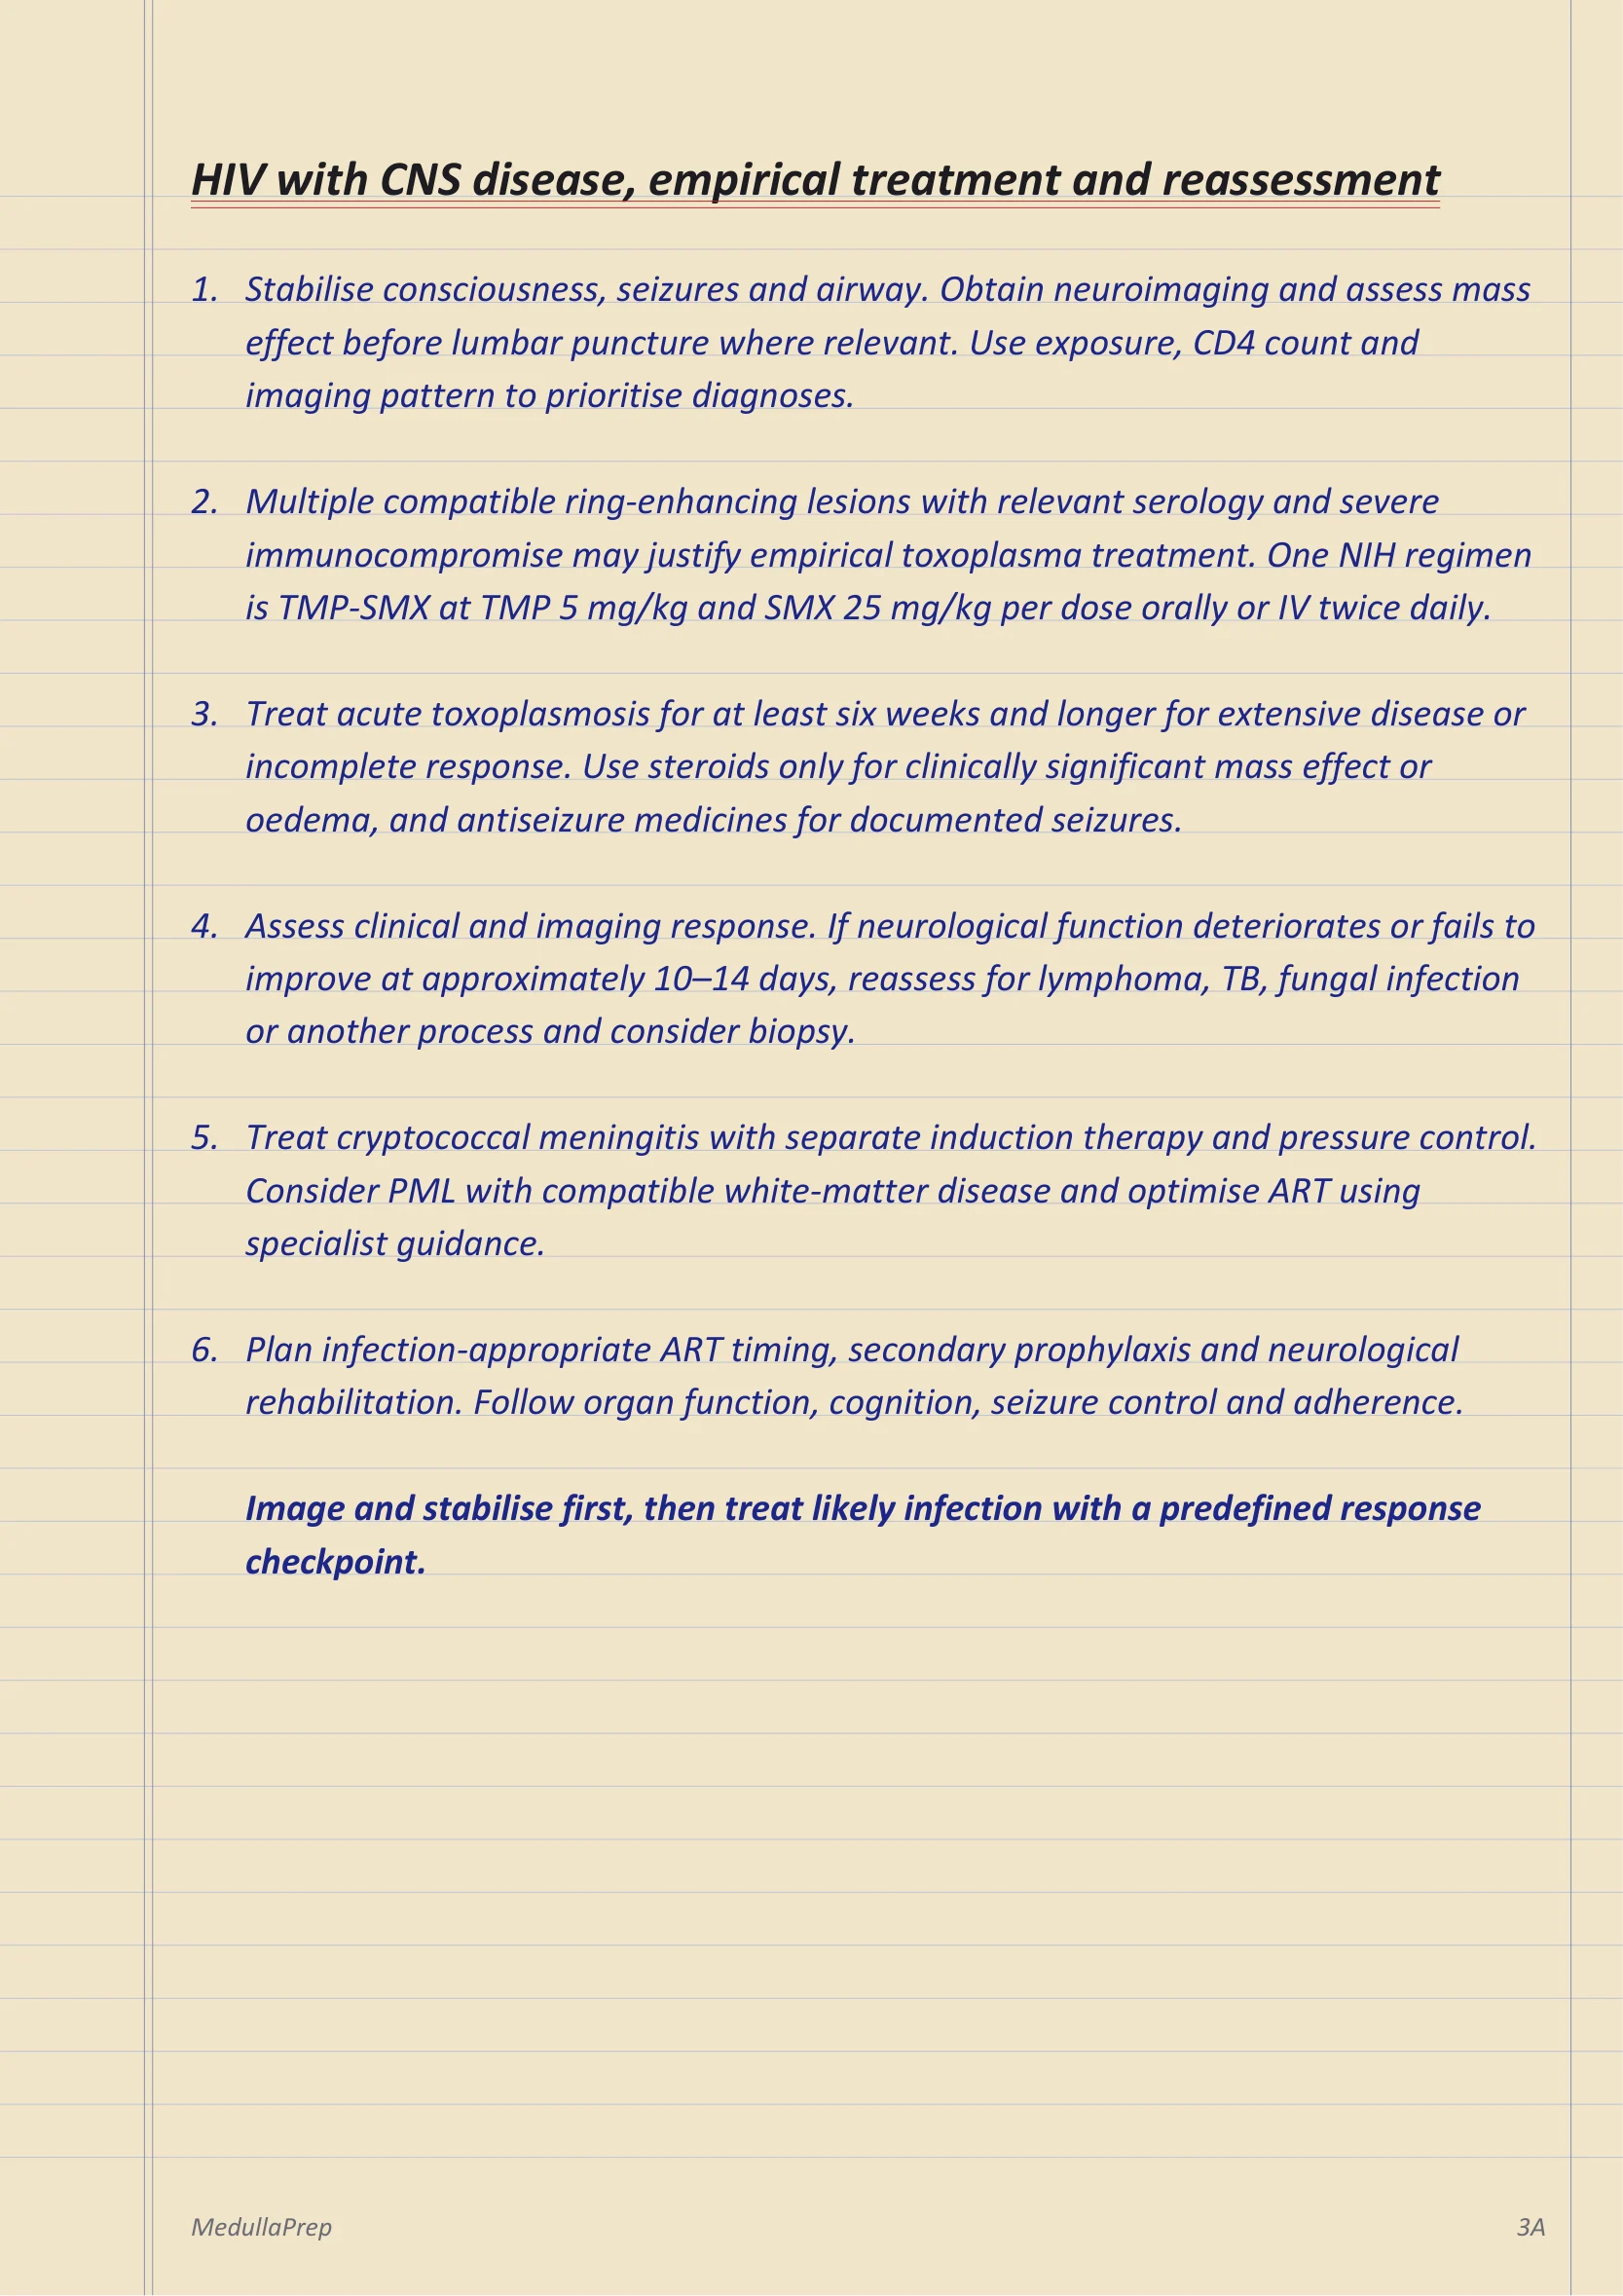 HIV with CNS disease, empirical treatment and reassessment
1. Stabilise consciousness, seizures and airway. Obtain neuroimaging and assess mass
effect before lumbar puncture where relevant. Use exposure, CD4 count and
imaging pattern to prioritise diagnoses.
2. Multiple compatible ring-enhancing lesions with relevant serology and severe
immunocompromise may justify empirical toxoplasma treatment. One NIH regimen
is TMP-SMX at TMP 5 mg/kg and SMX 25 mg/kg per dose orally or IV twice daily.
3. Treat acute toxoplasmosis for at least six weeks and longer for extensive disease or
incomplete response. Use steroids only for clinically significant mass effect or
oedema, and antiseizure medicines for documented seizures.
4. Assess clinical and imaging response. If neurological function deteriorates or fails to
improve at approximately 10–14 days, reassess for lymphoma, TB, fungal infection
or another process and consider biopsy.
5. Treat cryptococcal meningitis with separate induction therapy and pressure control.
Consider PML with compatible white-matter disease and optimise ART using
specialist guidance.
6. Plan infection-appropriate ART timing, secondary prophylaxis and neurological
rehabilitation. Follow organ function, cognition, seizure control and adherence.
Image and stabilise first, then treat likely infection with a predefined response
checkpoint.
MedullaPrep
3A